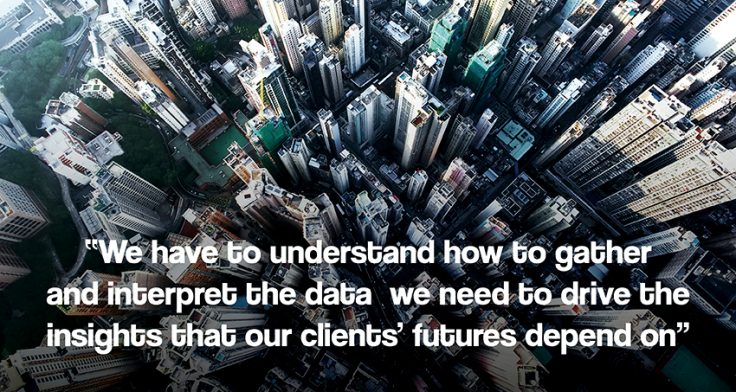 “We have to understand how to gather
and interpret the data  we need to drive the
insights that our clients’ futures depend on”